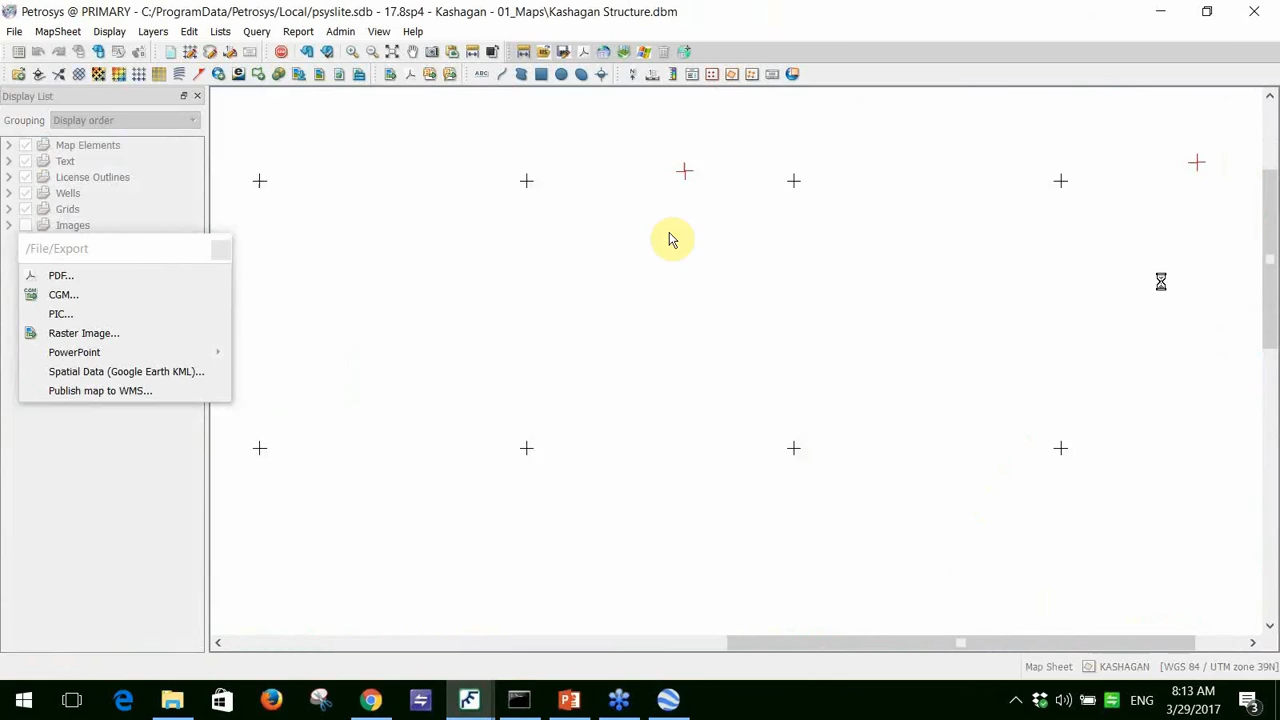 Petrosys @ PRIMARY - C:/ProgramData/Petrosys/Local/psyslite.sdb - 17.8sp4 - Kashagan - 01_Maps\Kashagan Structure.dbm
File MapSheet Display Layers Edit Lists Query Report Admin View Help
Display List
Grouping Display order
Map Elements
Text
License Outlines
Wells
Grids
Images
/File/Export
PDF...
CGM...
PIC...
Raster Image...
PowerPoint
Spatial Data (Google Earth KML)...
Publish map to WMS...
Map Sheet KASHAGAN [WGS 84 / UTM zone 39N]
ENG
8:13 AM
3/29/2017
3